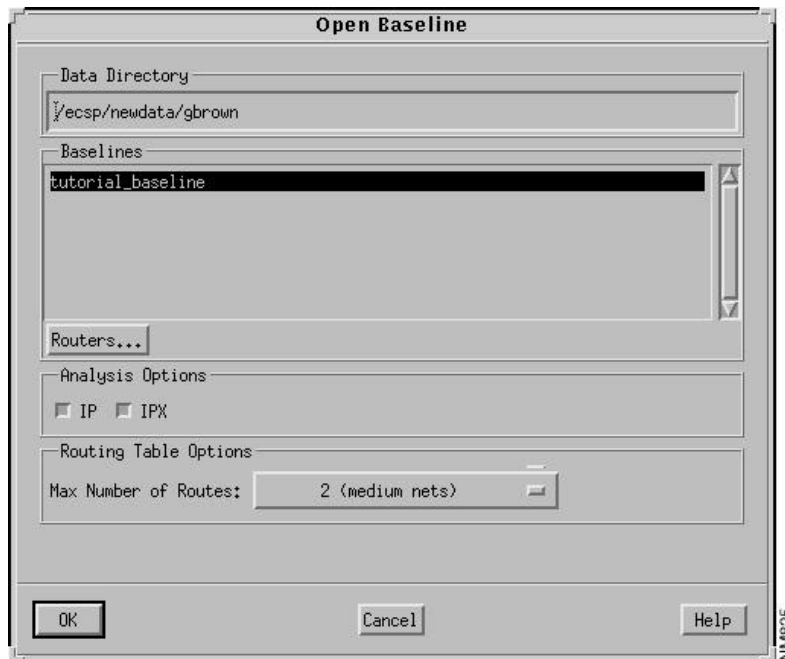 Open Baseline
Data Directory
/ecsp/newdata/gbrown
Baselines
tutorial_baseline
Routers...
Analysis Options
IP IPX
Routing Table Options
Max Number of Routes: 2 (medium nets)
OK Cancel Help